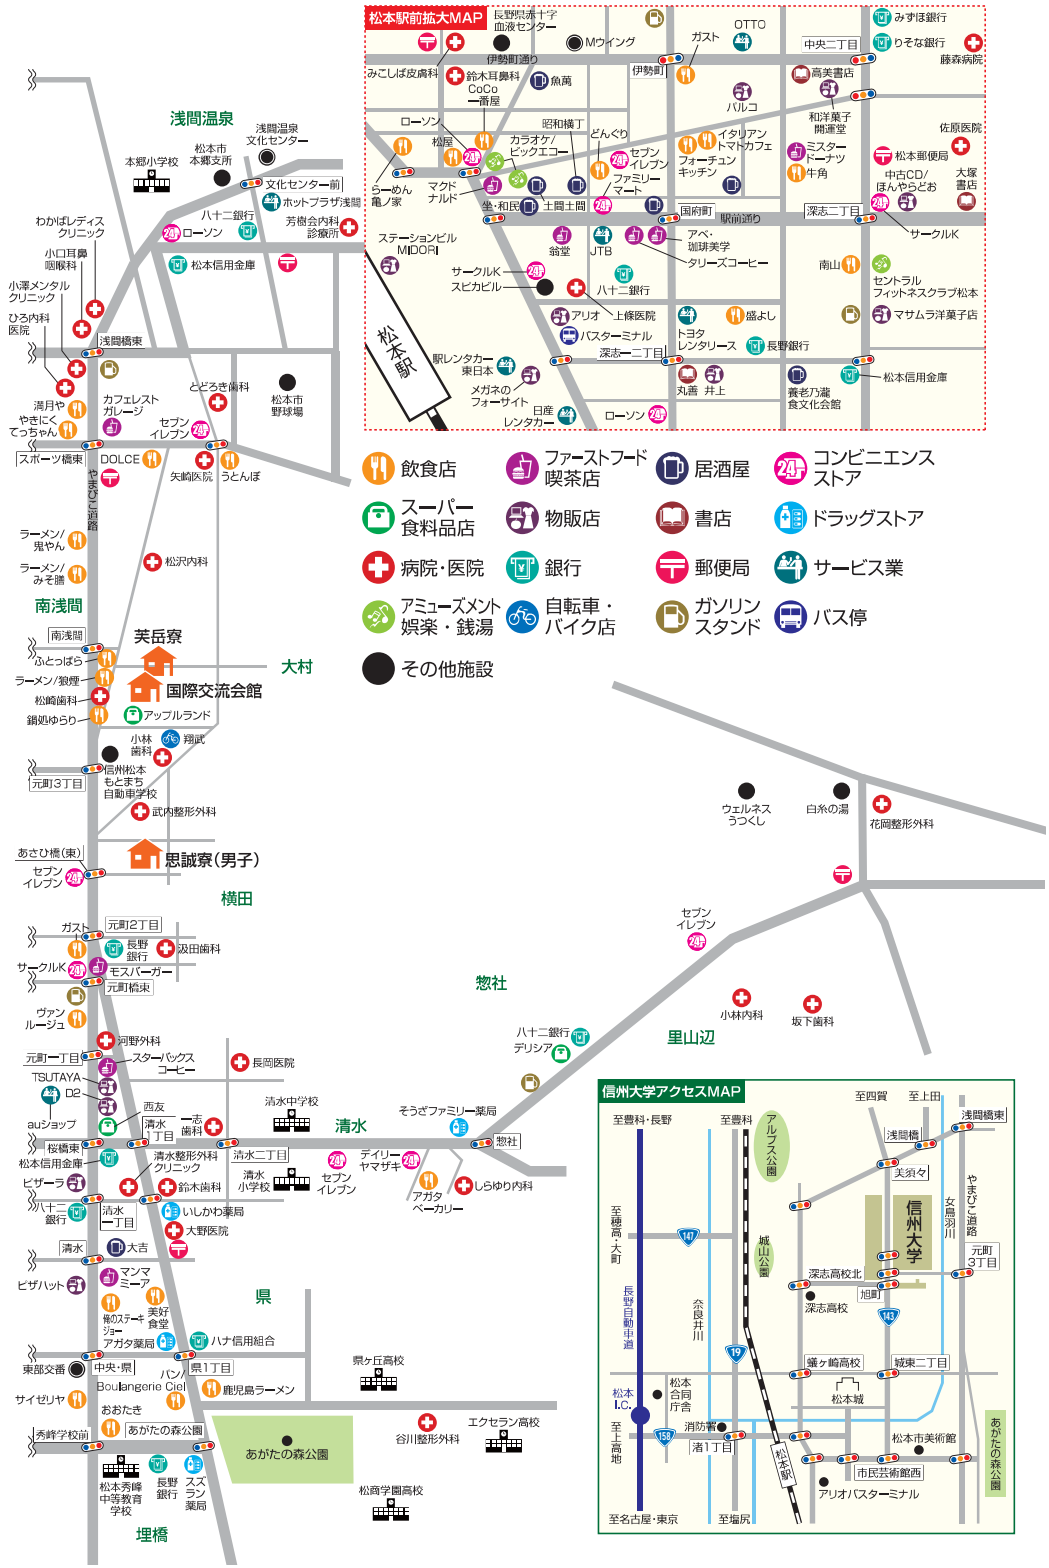 松本駅前拡大MAP
長野県赤十字
血液センター
Mウイング
伊勢町通り
みこしば皮膚科
鈴木耳鼻科
CoCo
一番屋
魚萬
ローソン
松屋
カラオケ/
ビックエコー
昭和横丁
らーめん
亀ノ家
マクド
ナルド
坐・和民
土間土間
どんぐり
セブン
イレブン
ファミリー
マート
伊勢町
ガスト
OTTO
中央二丁目
みずほ銀行
りそな銀行
藤森病院
高美書店
パルコ
和洋菓子
開運堂
イタリアン
トマトカフェ
フォーチュン
キッチン
ミスター
ドーナツ
牛角
佐原医院
松本郵便局
中古CD/
ほんやらどお
大塚
書店
国府町
駅前通り
深志二丁目
サークルK
ステーションビル
MIDORI
翁堂
JTB
アベ・
珈琲美学
タリーズコーヒー
サークルK
スピカビル
八十二銀行
上條医院
アリオ
バスターミナル
松本駅
駅レンタカー
東日本
メガネの
フォーサイト
日産
レンタカー
深志一二丁目
トヨタ
レンタリース
盛よし
長野銀行
丸善
井上
ローソン
養老乃瀧
食文化会館
南山
セントラル
フィットネスクラブ松本
マサムラ洋菓子店
松本信用金庫
飲食店
ファーストフード
喫茶店
居酒屋
コンビニエンス
ストア
スーパー
食料品店
物販店
書店
ドラッグストア
病院・医院
銀行
郵便局
サービス業
アミューズメント
娯楽・銭湯
自転車・
バイク店
ガソリン
スタンド
バス停
その他施設
浅間温泉
浅間温泉
文化センター
松本市
本郷支所
本郷小学校
文化センター前
ホットプラザ浅間
わかばレディス
クリニック
八十二銀行
ローソン
芳樹会内科
診療所
小口耳鼻
咽喉科
松本信用金庫
小澤メンタル
クリニック
ひろ内科
医院
浅間橋東
とどろき歯科
松本市
野球場
満月や
カフェレスト
ガレージ
やきにく
てっちゃん
セブン
イレブン
スポーツ橋東
DOLCE
矢崎医院
うとんぼ
やまびこ道路
ラーメン/
鬼やん
松沢内科
ラーメン/
みそ膳
南浅間
南浅間
芙岳寮
ふとっぱら
大村
ラーメン/狼煙
国際交流会館
松崎歯科
鍋処ゆらり
アップルランド
小林
歯科
翔武
信州松本
もとまち
自動車学校
元町3丁目
武内整形外科
あさひ橋(東)
思誠寮(男子)
セブン
イレブン
横田
ガスト
元町2丁目
長野
銀行
汲田歯科
サークルK
モスバーガー
元町橋東
ヴァン
ルージュ
河野外科
元町一丁目
スターバックス
コーヒー
長岡医院
TSUTAYA
D2
auショップ
西友
清水
1丁目
一志
歯科
清水中学校
清水
桜橋東
松本信用金庫
清水整形外科
クリニック
清水二丁目
清水
小学校
セブン
イレブン
デイリー
ヤマザキ
そうざファミリー薬局
惣社
アガタ
ベーカリー
しらゆり内科
ピザーラ
鈴木歯科
八十二
銀行
清水
一丁目
いしかわ薬局
大野医院
清水
大吉
ピザハット
マンマ
ミーア
県
俺のステーキ
ジョー
美好
食堂
アガタ薬局
ハナ信用組合
東部交番
中央・県
県1丁目
パン/
Boulangerie Ciel
鹿児島ラーメン
サイゼリヤ
おおたき
あがたの森公園
秀峰学校前
松本秀峰
中等教育
学校
長野
銀行
スズ
ラン
薬局
埋橋
県ヶ丘高校
あがたの森公園
谷川整形外科
エクセラン高校
松商学園高校
ウェルネス
うつくし
白糸の湯
花岡整形外科
セブン
イレブン
惣社
里山辺
小林内科
坂下歯科
八十二銀行
デリシア
信州大学アクセスMAP
至豊科・長野
至豊科
アルプス公園
至四賀
至上田
浅間橋東
浅間橋
美須々
やまびこ道路
女鳥羽川
信州大学
元町
3丁目
至穂高・大町
147
城山公園
深志高校北
旭町
深志高校
143
長野自動車道
奈良井川
19
蟻ヶ崎高校
城東二丁目
松本城
松本
I.C.
松本
合同
庁舎
消防署
渚1丁目
158
至上高地
松本駅
松本市美術館
市民芸術館西
あがたの森公園
アリオバスターミナル
至名古屋・東京
至塩尻